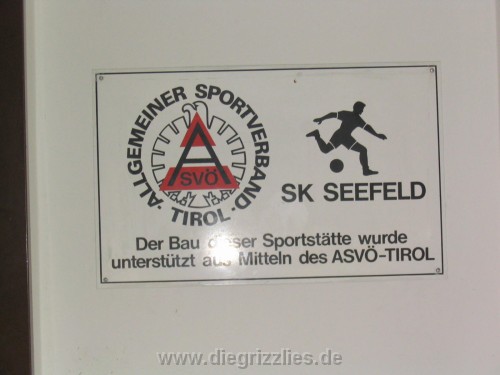 ALLGEMEINER SPORTVERBAND
·TIROL·
A
SVÖ
SK SEEFELD
Der Bau dieser Sportstätte wurde
unterstützt aus Mitteln des ASVÖ-TIROL
www.diegrizzlies.de